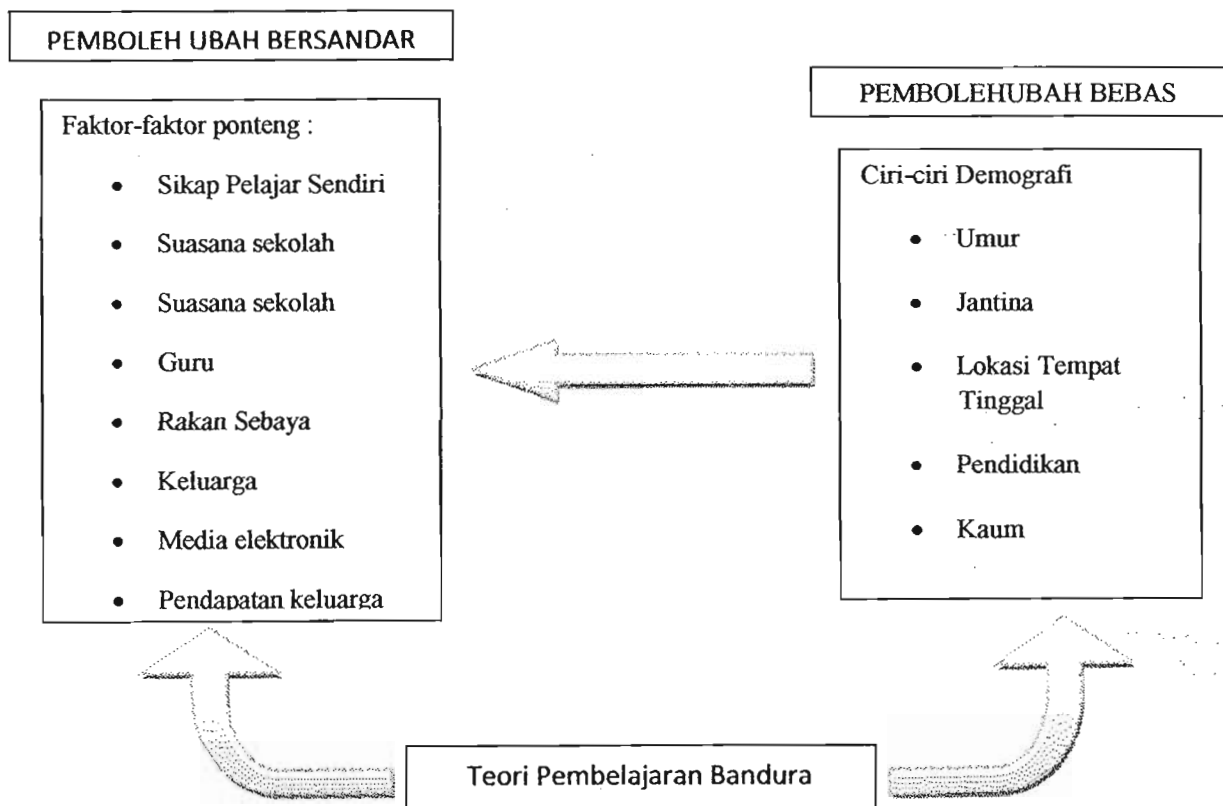 PEMBOLEH UBAH BERSANDAR
Faktor-faktor ponteng :
• Sikap Pelajar Sendiri
• Suasana sekolah
• Suasana sekolah
• Guru
• Rakan Sebaya
• Keluarga
• Media elektronik
• Pendapatan keluarga
PEMBOLEHUBAH BEBAS
Ciri-ciri Demografi
• Umur
• Jantina
• Lokasi Tempat
Tinggal
• Pendidikan
• Kaum
Teori Pembelajaran Bandura